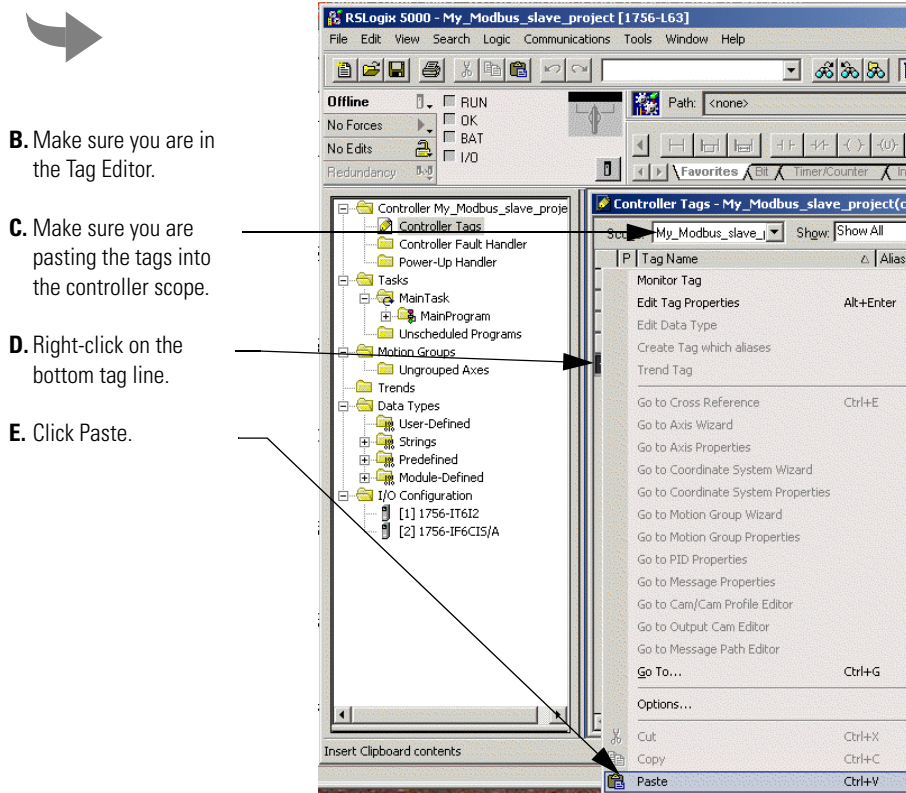 B. Make sure you are in
the Tag Editor.
C. Make sure you are
pasting the tags into
the controller scope.
D. Right-click on the
bottom tag line.
E. Click Paste.
RSLogix 5000 - My_Modbus_slave_project [1756-L63]
File Edit View Search Logic Communications Tools Window Help
Offline
RUN
No Forces
OK
No Edits
BAT
Redundancy
I/O
Path: <none>
Favorites Bit Timer/Counter
Controller My_Modbus_slave_proje
Controller Tags
Controller Fault Handler
Power-Up Handler
Tasks
MainTask
MainProgram
Unscheduled Programs
Motion Groups
Ungrouped Axes
Trends
Data Types
User-Defined
Strings
Predefined
Module-Defined
I/O Configuration
[1] 1756-IT6I2
[2] 1756-IF6CIS/A
Insert Clipboard contents
Controller Tags - My_Modbus_slave_project(c
My_Modbus_slave_ Show: Show All
P Tag Name Alias
Monitor Tag
Edit Tag Properties Alt+Enter
Edit Data Type
Create Tag which aliases
Trend Tag
Go to Cross Reference Ctrl+E
Go to Axis Wizard
Go to Axis Properties
Go to Coordinate System Wizard
Go to Coordinate System Properties
Go to Motion Group Wizard
Go to Motion Group Properties
Go to PID Properties
Go to Message Properties
Go to Cam/Cam Profile Editor
Go to Output Cam Editor
Go to Message Path Editor
Go To... Ctrl+G
Options...
Cut Ctrl+X
Copy Ctrl+C
Paste Ctrl+V